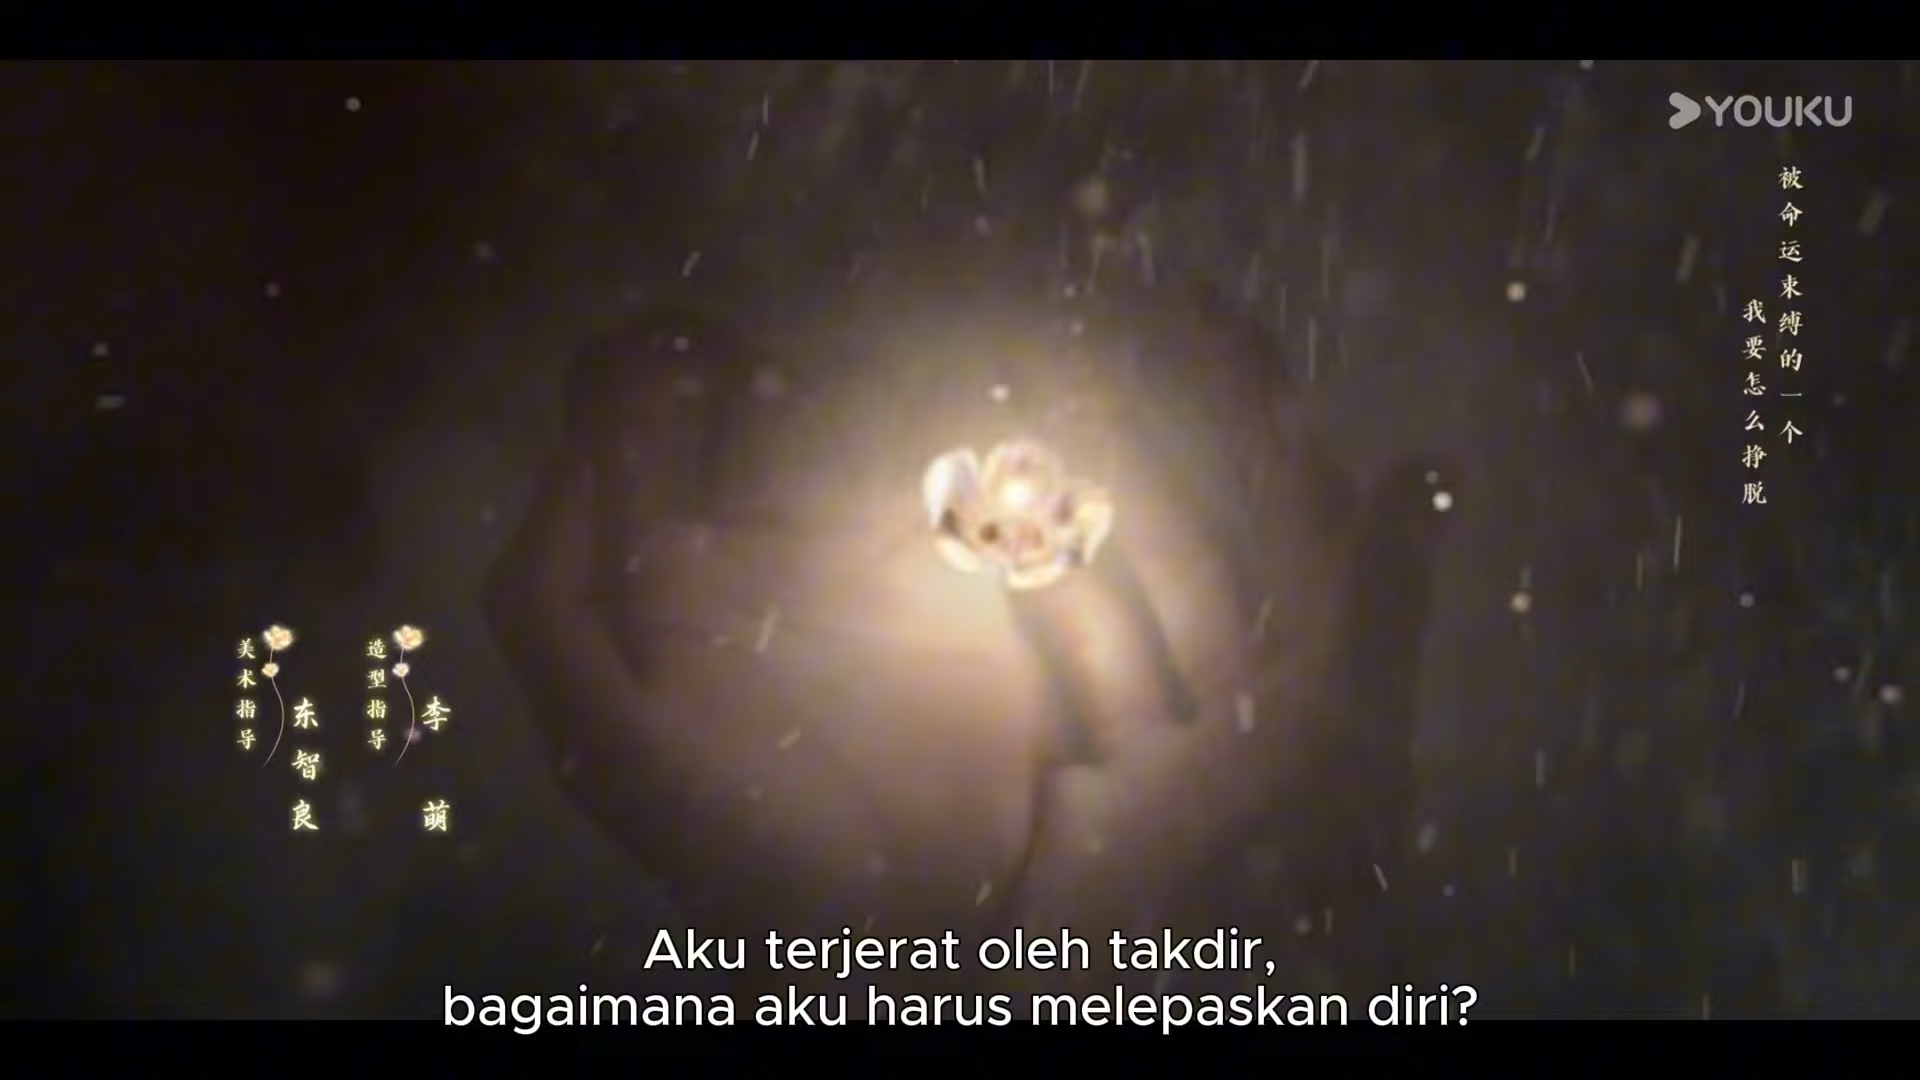 YOUKU
被命运束缚的一个
我要怎么挣脱
造型指导
李萌
美术指导
东智良
Aku terjerat oleh takdir,
bagaimana aku harus melepaskan diri?